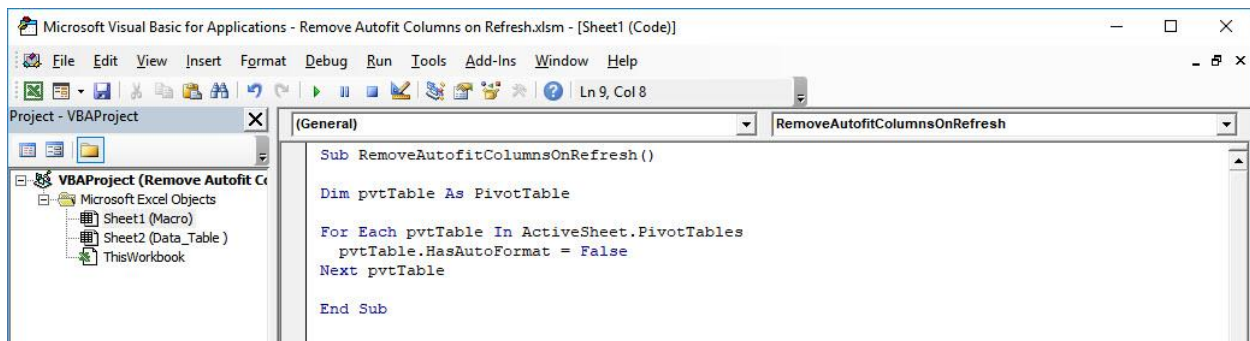 Microsoft Visual Basic for Applications - Remove Autofit Columns on Refresh.xlsm - [Sheet1 (Code)]
File Edit View Insert Format Debug Run Tools Add-Ins Window Help
Ln 9, Col 8
Project - VBAProject
VBAProject (Remove Autofit Co
Microsoft Excel Objects
Sheet1 (Macro)
Sheet2 (Data_Table )
ThisWorkbook
(General)
RemoveAutofitColumnsOnRefresh
Sub RemoveAutofitColumnsOnRefresh()
Dim pvtTable As PivotTable
For Each pvtTable In ActiveSheet.PivotTables
pvtTable.HasAutoFormat = False
Next pvtTable
End Sub